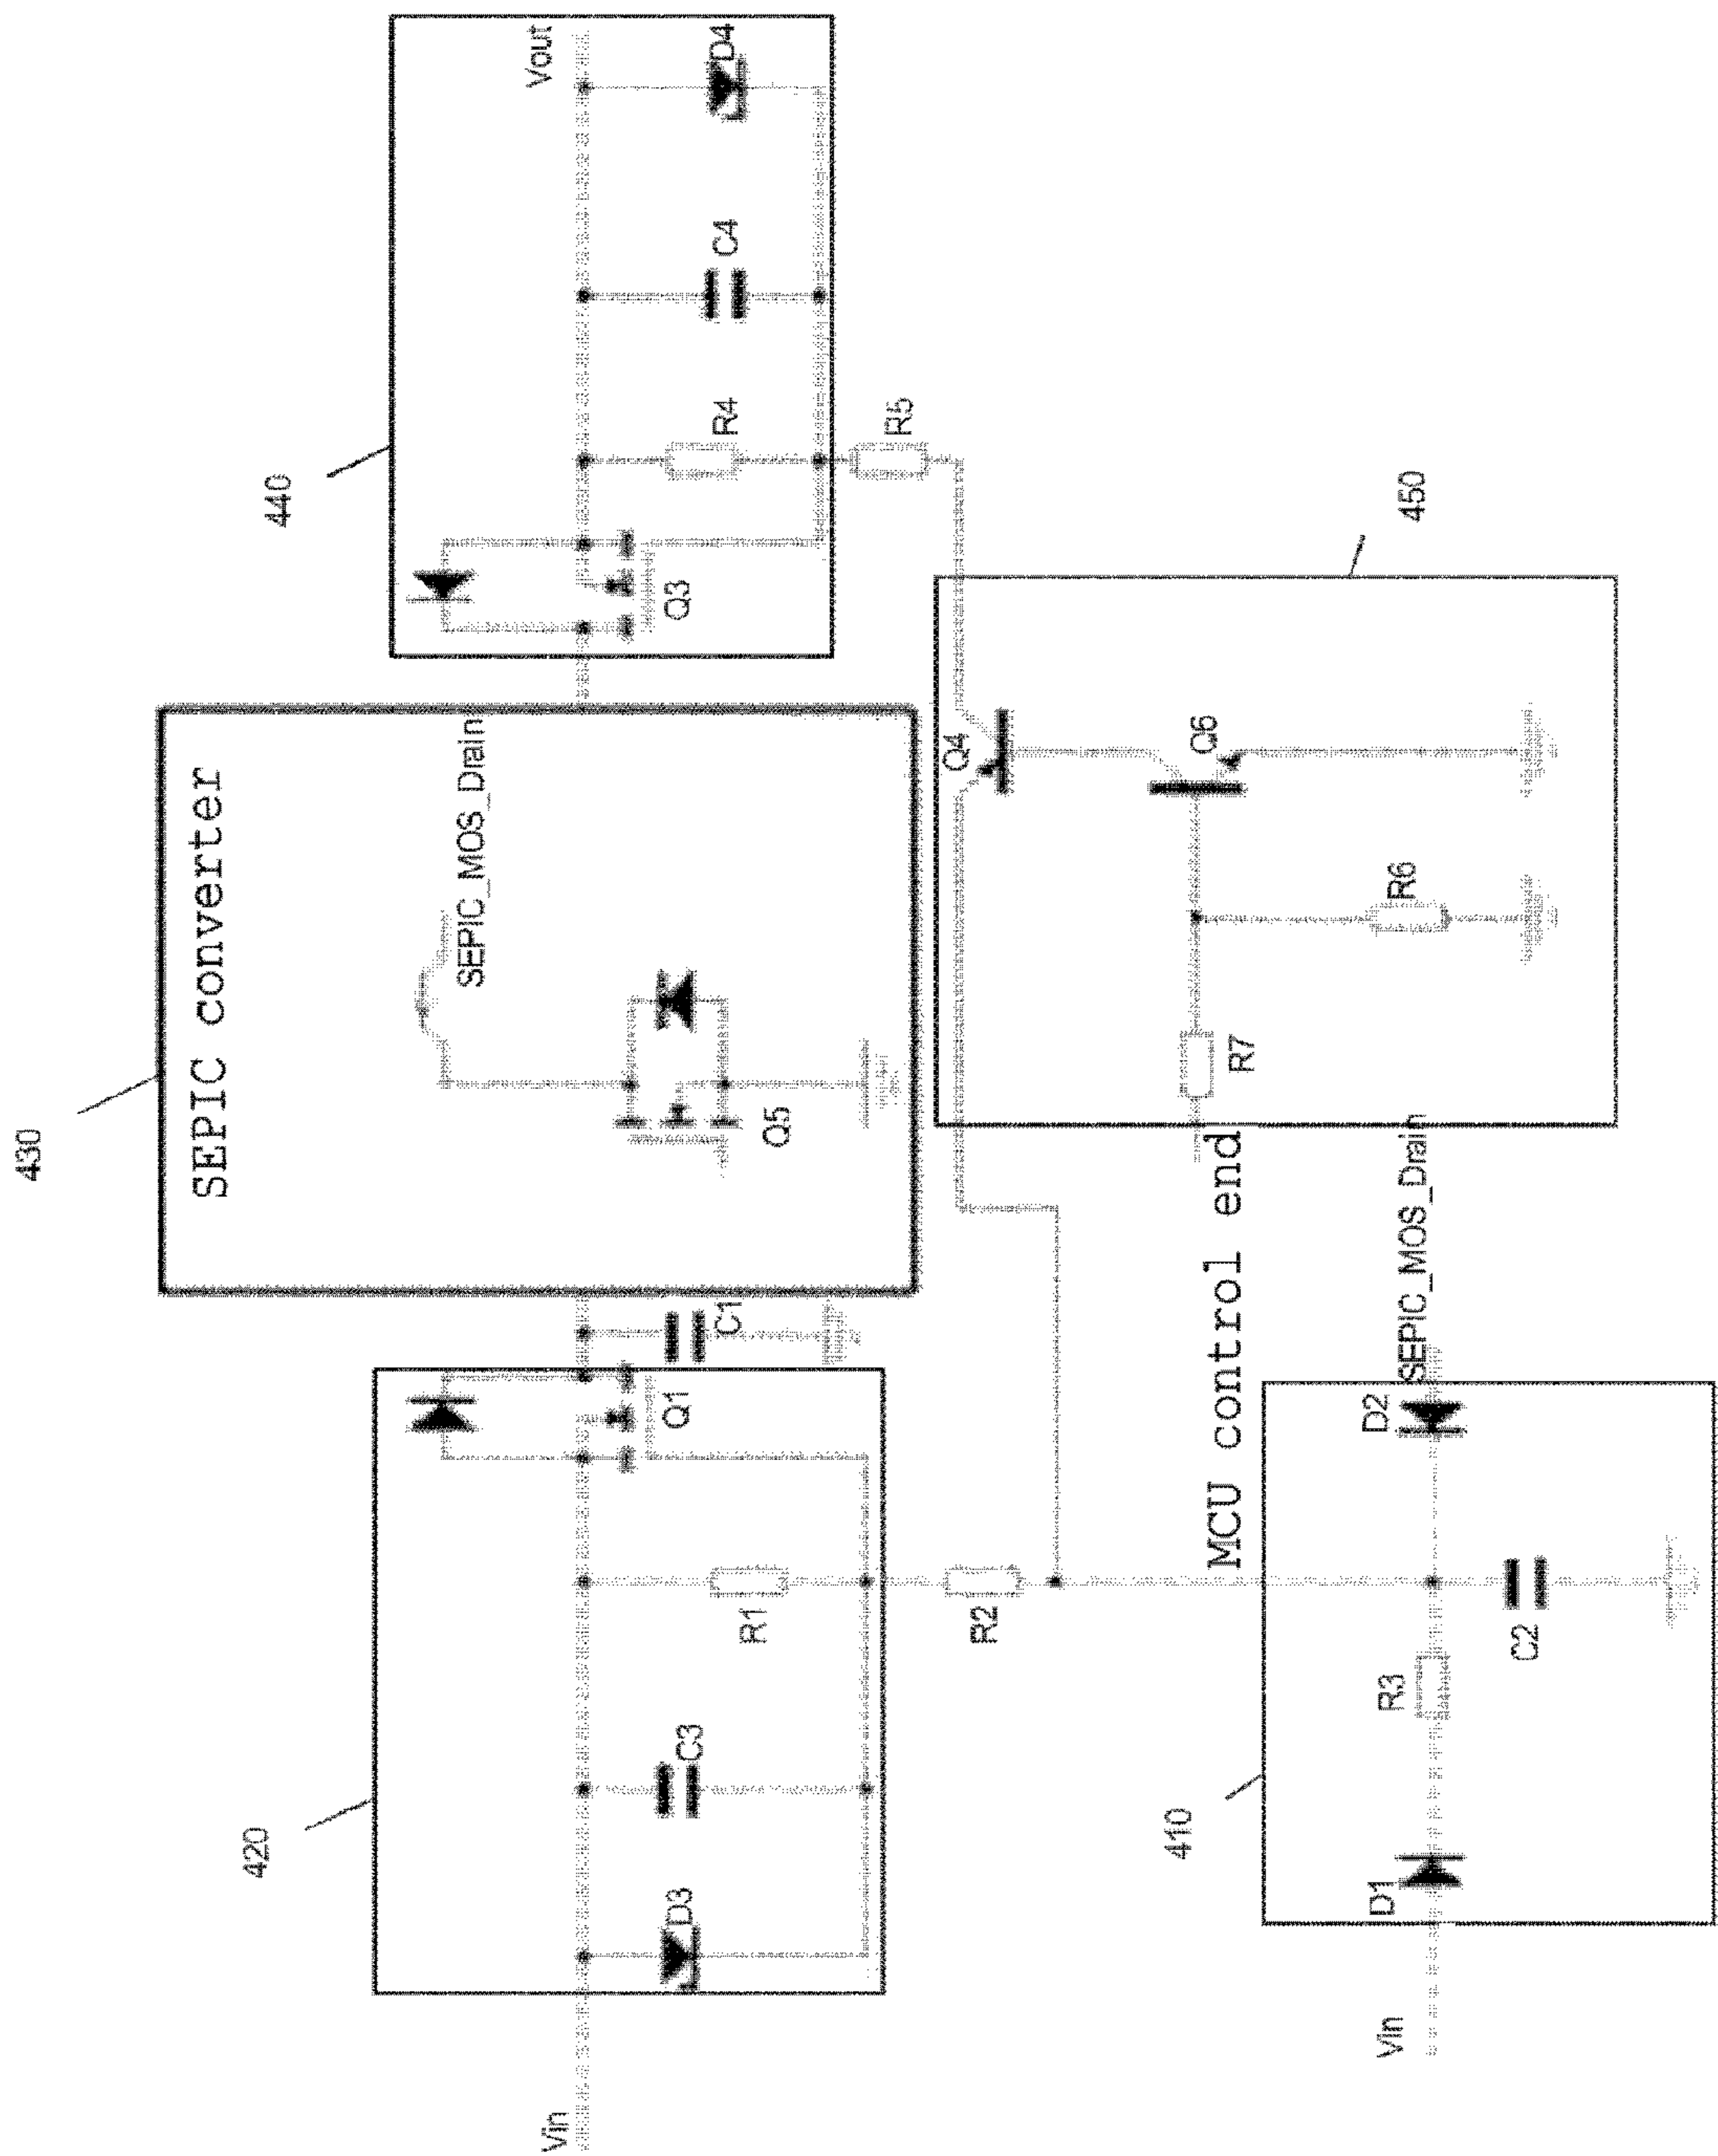 430
SEPIC converter
SEPIC_MOS_Drain
Q5
420
440
Vin
D3
C3
R1
Q1
C1
Q3
R4
C4
D4
Vout
R2
R5
450
Q4
Q6
R6
R7
MCU control end
SEPIC_MOS_Drain
410
Vin
D1
R3
C2
D2